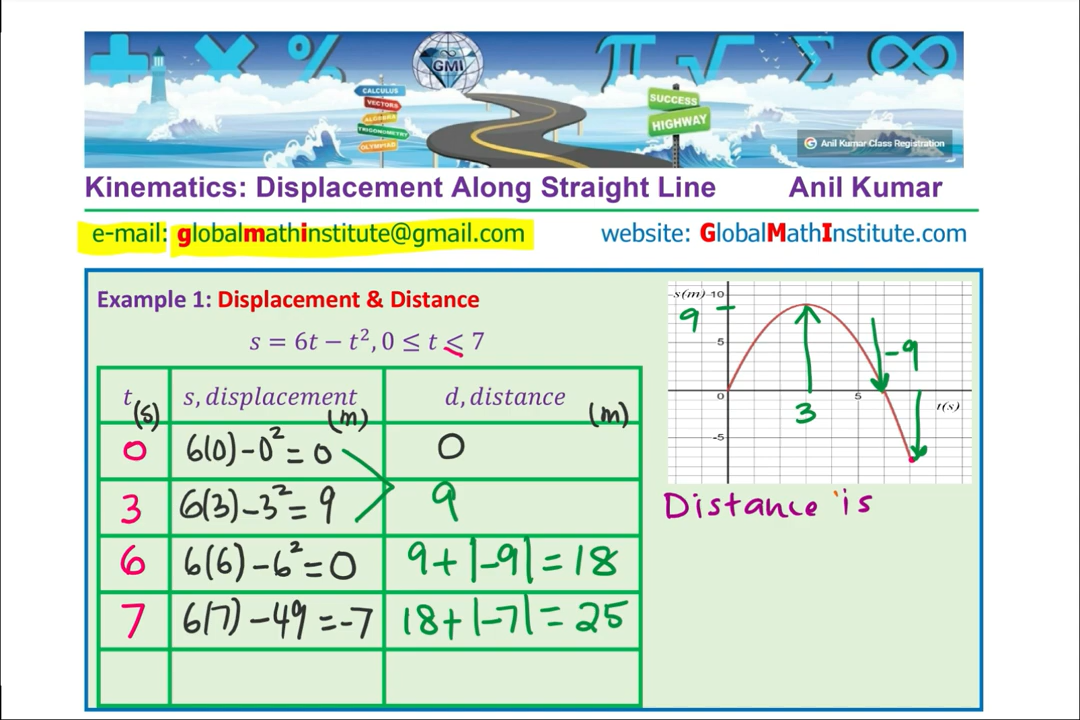 GMI
CALCULUS
VECTORS
ALGEBRA
TRIGONOMETRY
OLYMPIAD
SUCCESS
HIGHWAY
Anil Kumar Class Registration
Kinematics: Displacement Along Straight Line Anil Kumar
e-mail: globalmathinstitute@gmail.com website: GlobalMathInstitute.com
Example 1: Displacement & Distance
s = 6t − t², 0 ≤ t ≤ 7
t (s) s, displacement (m) d, distance (m)
0 6(0)-0² = 0 0
3 6(3)-3² = 9 9
6 6(6)-6² = 0 9+|-9| = 18
7 6(7)-49 = -7 18+|-7| = 25
s(m) 10
9
5
-9
0 5 t(s)
3
-5
Distance is